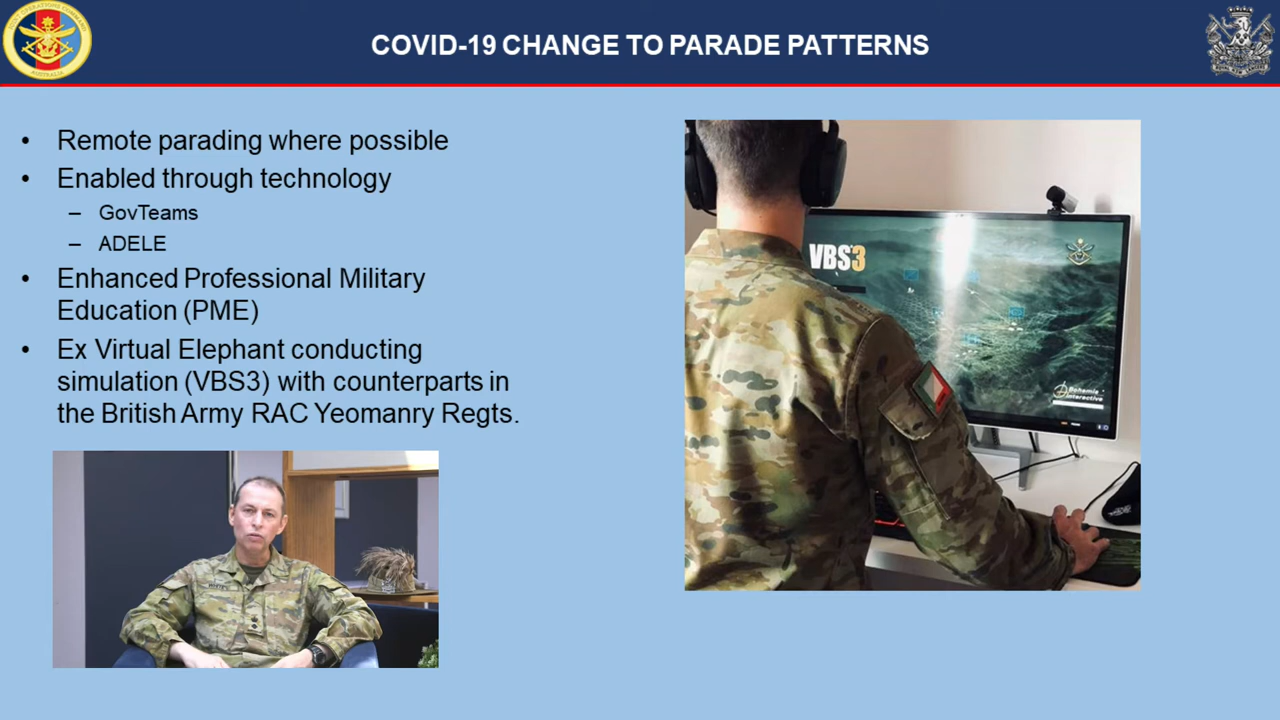 COVID-19 CHANGE TO PARADE PATTERNS
• Remote parading where possible
• Enabled through technology
– GovTeams
– ADELE
• Enhanced Professional Military
Education (PME)
• Ex Virtual Elephant conducting
simulation (VBS3) with counterparts in
the British Army RAC Yeomanry Regts.
VBS3
Bohemia
Interactive
AUSTRALIA